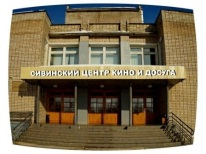 СИВИНСКИЙ ЦЕНТР КИНО И ДОСУГА